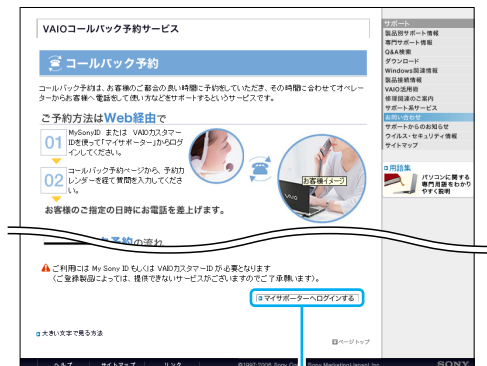 VAIOコールバック予約サービス
コールバック予約
コールバック予約は、お客様のご都合の良い時間に予約をしていただき、その時間に合わせてオペレー
ターからお客様へ電話をして使い方などをサポートするというサービスです。
ご予約方法はWeb経由で
01
MySonyID または VAIOカスタマー
IDを使って「マイサポーター」からログ
インしてください。
02
コールバック予約ページから、予約カ
レンダーを経て質問を入力してくださ
い。
お客様イメージ
VAIO
お客様のご指定の日時にお電話を差上げます。
予約の流れ
ご利用には My Sony ID もしくは VAIOカスタマーID が必要となります
（ご登録製品によっては、提供できないサービスがございますのでご了承願います）。
マイサポーターへログインする
大きい文字で見る方法
ページトップ
ヘルプ サイトマップ リンク
SONY
サポート
製品別サポート情報
専門サポート情報
Q&A検索
ダウンロード
Windows関連情報
製品接続情報
VAIO活用術
修理関連のご案内
サポート系サービス
お問い合わせ
サポートからのお知らせ
ウイルス・セキュリティ情報
サイトマップ
用語集
パソコンに関する
専門用語をわかり
やすく説明